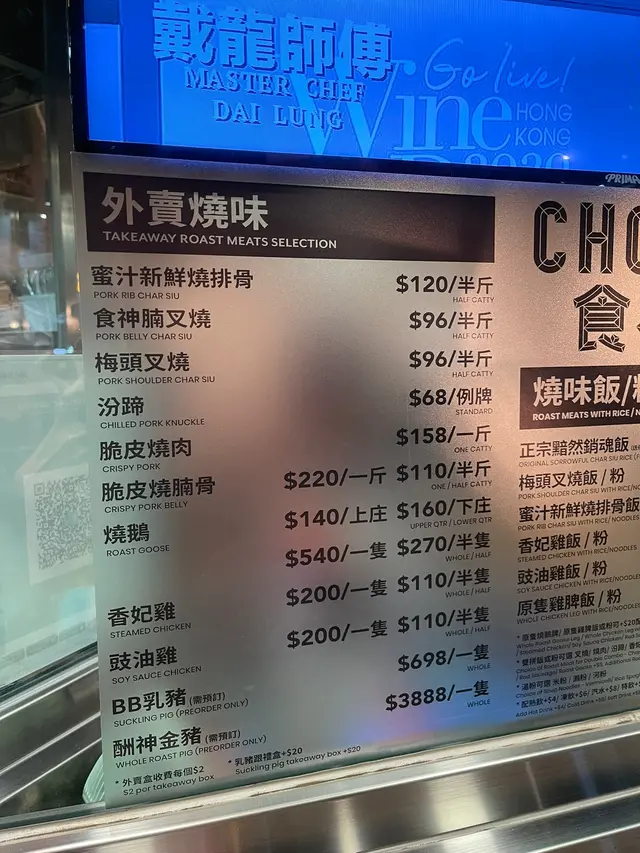 戴龍師傅
MASTER CHEF
DAI LUNG
Go live!
Wine
HONG
KONG
外賣燒味
TAKEAWAY ROAST MEATS SELECTION
蜜汁新鮮燒排骨 $120/半斤
PORK RIB CHAR SIU HALF CATTY
食神腩叉燒 $96/半斤
PORK BELLY CHAR SIU HALF CATTY
梅頭叉燒 $96/半斤
PORK SHOULDER CHAR SIU HALF CATTY
汾蹄 $68/例牌
CHILLED PORK KNUCKLE STANDARD
脆皮燒肉 $158/一斤
CRISPY PORK ONE CATTY
脆皮燒腩骨 $220/一斤 $110/半斤
CRISPY PORK BELLY ONE / HALF CATTY
燒鵝 $140/上庄 $160/下庄
ROAST GOOSE UPPER QTR / LOWER QTR
$540/一隻 $270/半隻
WHOLE / HALF
香妃雞 $200/一隻 $110/半隻
STEAMED CHICKEN WHOLE / HALF
豉油雞 $200/一隻 $110/半隻
SOY SAUCE CHICKEN WHOLE / HALF
BB乳豬 (需預訂) $698/一隻
SUCKLING PIG (PREORDER ONLY) WHOLE
酬神金豬 (需預訂) $3888/一隻
WHOLE ROAST PIG (PREORDER ONLY) WHOLE
* 外賣盒收費每個$2 * 乳豬跟禮盒+$20
$2 per takeaway box Suckling pig takeaway box +$20
CHO
食
燒味飯/
ROAST MEATS WITH RICE/
正宗黯然銷魂飯
ORIGINAL SORROWFUL CHAR SIU RICE
梅頭叉燒飯 / 粉
PORK SHOULDER CHAR SIU WITH RICE/
蜜汁新鮮燒排骨飯
PORK RIB CHAR SIU WITH RICE/NOODLES
香妃雞飯 / 粉
STEAMED CHICKEN WITH RICE/NOODLES
豉油雞飯 / 粉
SOY SAUCE CHICKEN WITH RICE/NOODLES
原隻雞髀飯 / 粉
WHOLE CHICKEN LEG WITH RICE/NOODLES